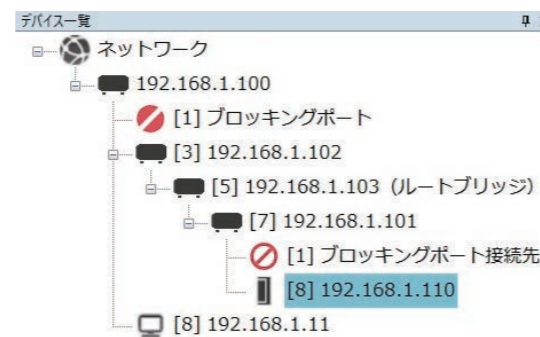 デバイス一覧
ネットワーク
192.168.1.100
[1] ブロッキングポート
[3] 192.168.1.102
[5] 192.168.1.103 (ルートブリッジ)
[7] 192.168.1.101
[1] ブロッキングポート接続先
[8] 192.168.1.110
[8] 192.168.1.11